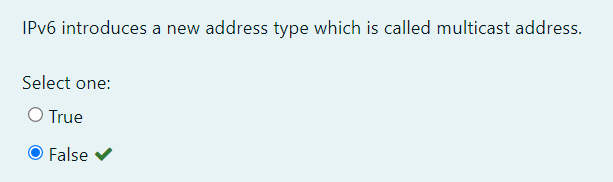 IPv6 introduces a new address type which is called multicast address.
Select one:
True
False